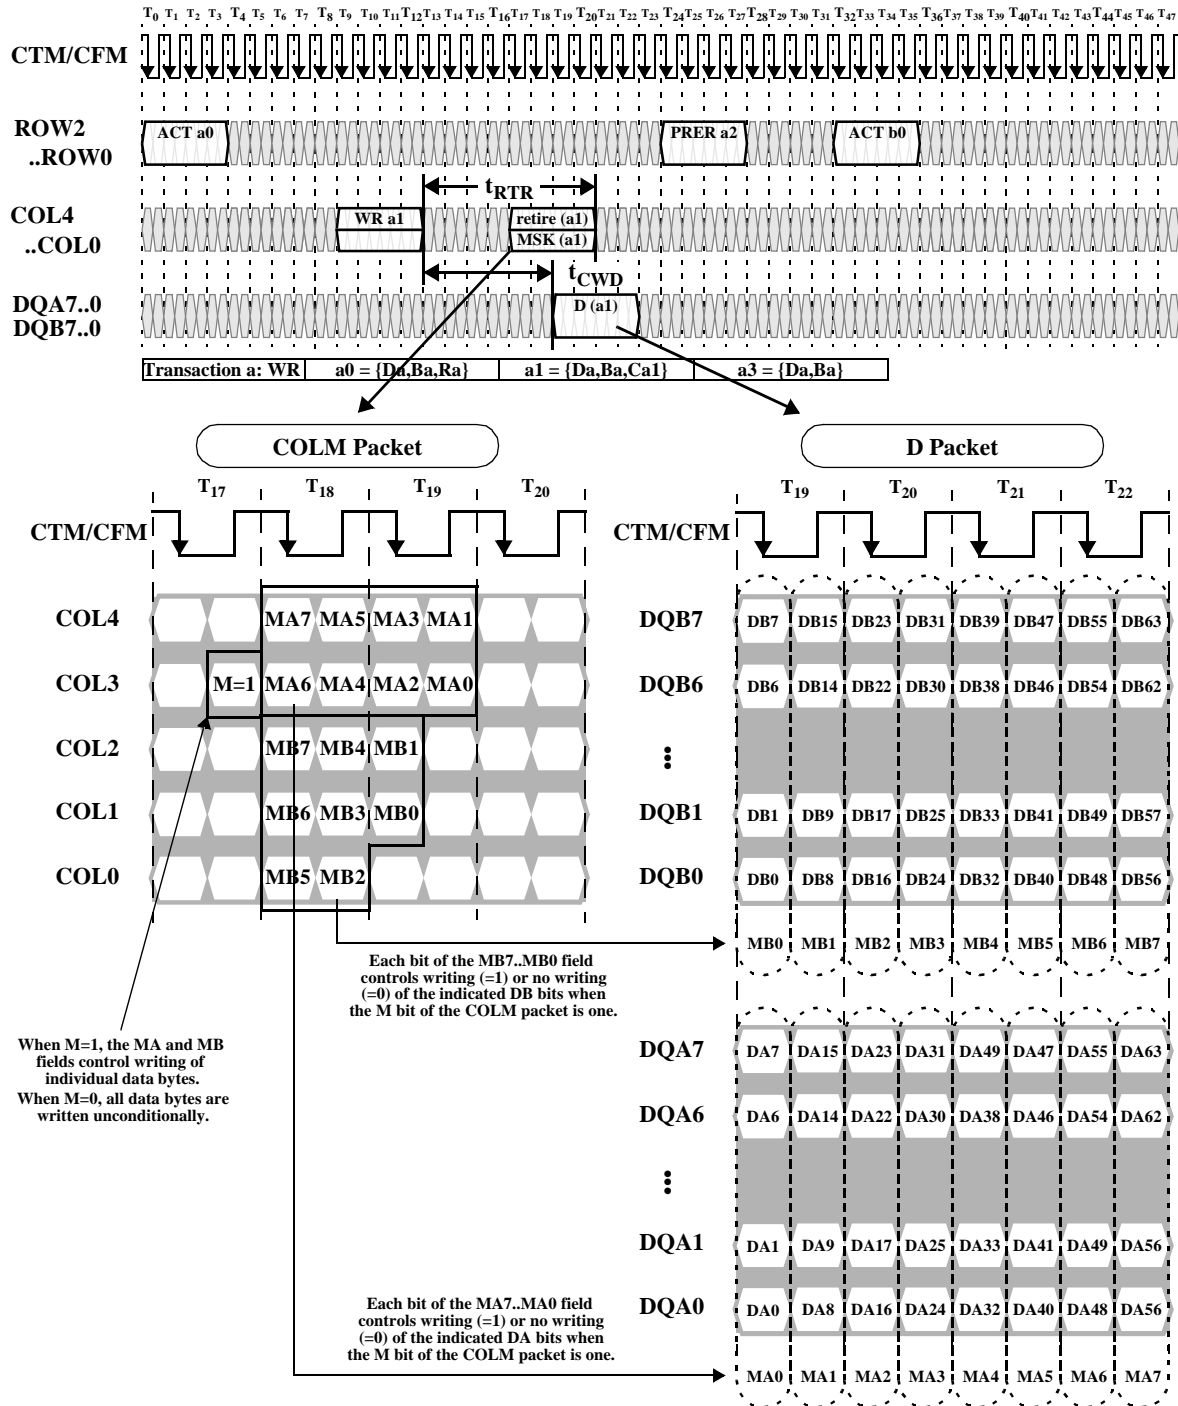 T0 T1 T2 T3 T4 T5 T6 T7 T8 T9 T10 T11 T12 T13 T14 T15 T16 T17 T18 T19 T20 T21 T22 T23 T24 T25 T26 T27 T28 T29 T30 T31 T32 T33 T34 T35 T36 T37 T38 T39 T40 T41 T42 T43 T44 T45 T46 T47
CTM/CFM
ROW2
..ROW0
ACT a0
PRER a2
ACT b0
tRTR
COL4
..COL0
WR a1
retire (a1)
MSK (a1)
tCWD
DQA7..0
DQB7..0
D (a1)
Transaction a: WR
a0 = {Da,Ba,Ra}
a1 = {Da,Ba,Ca1}
a3 = {Da,Ba}
COLM Packet
T17 T18 T19 T20
CTM/CFM
COL4 MA7 MA5 MA3 MA1
COL3 M=1 MA6 MA4 MA2 MA0
COL2 MB7 MB4 MB1
COL1 MB6 MB3 MB0
COL0 MB5 MB2
D Packet
T19 T20 T21 T22
CTM/CFM
DQB7 DB7 DB15 DB23 DB31 DB39 DB47 DB55 DB63
DQB6 DB6 DB14 DB22 DB30 DB38 DB46 DB54 DB62
DQB1 DB1 DB9 DB17 DB25 DB33 DB41 DB49 DB57
DQB0 DB0 DB8 DB16 DB24 DB32 DB40 DB48 DB56
MB0 MB1 MB2 MB3 MB4 MB5 MB6 MB7
Each bit of the MB7..MB0 field
controls writing (=1) or no writing
(=0) of the indicated DB bits when
the M bit of the COLM packet is one.
When M=1, the MA and MB
fields control writing of
individual data bytes.
When M=0, all data bytes are
written unconditionally.
DQA7 DA7 DA15 DA23 DA31 DA49 DA47 DA55 DA63
DQA6 DA6 DA14 DA22 DA30 DA38 DA46 DA54 DA62
DQA1 DA1 DA9 DA17 DA25 DA33 DA41 DA49 DA56
DQA0 DA0 DA8 DA16 DA24 DA32 DA40 DA48 DA56
MA0 MA1 MA2 MA3 MA4 MA5 MA6 MA7
Each bit of the MA7..MA0 field
controls writing (=1) or no writing
(=0) of the indicated DA bits when
the M bit of the COLM packet is one.